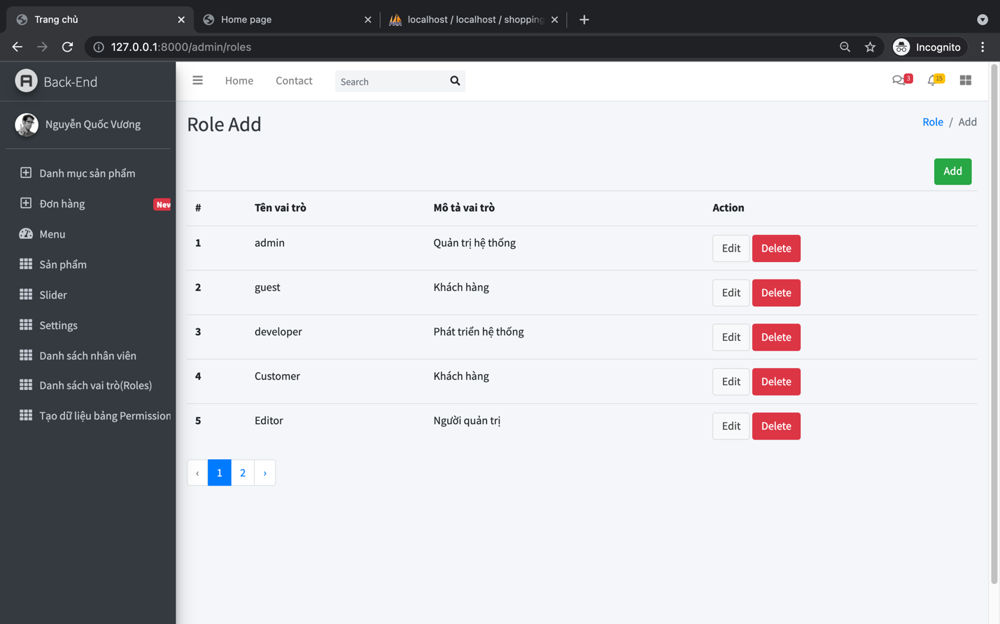 Trang chủ
Home page
localhost / localhost / shopping
127.0.0.1:8000/admin/roles
Incognito
Back-End
Home
Contact
Search
3
15
Nguyễn Quốc Vương
Role Add
Role / Add
Danh mục sản phẩm
Đơn hàng
New
Menu
Sản phẩm
Slider
Settings
Danh sách nhân viên
Danh sách vai trò(Roles)
Tạo dữ liệu bảng Permission
Add
# Tên vai trò Mô tả vai trò Action
1 admin Quản trị hệ thống Edit Delete
2 guest Khách hàng Edit Delete
3 developer Phát triển hệ thống Edit Delete
4 Customer Khách hàng Edit Delete
5 Editor Người quản trị Edit Delete
‹ 1 2 ›